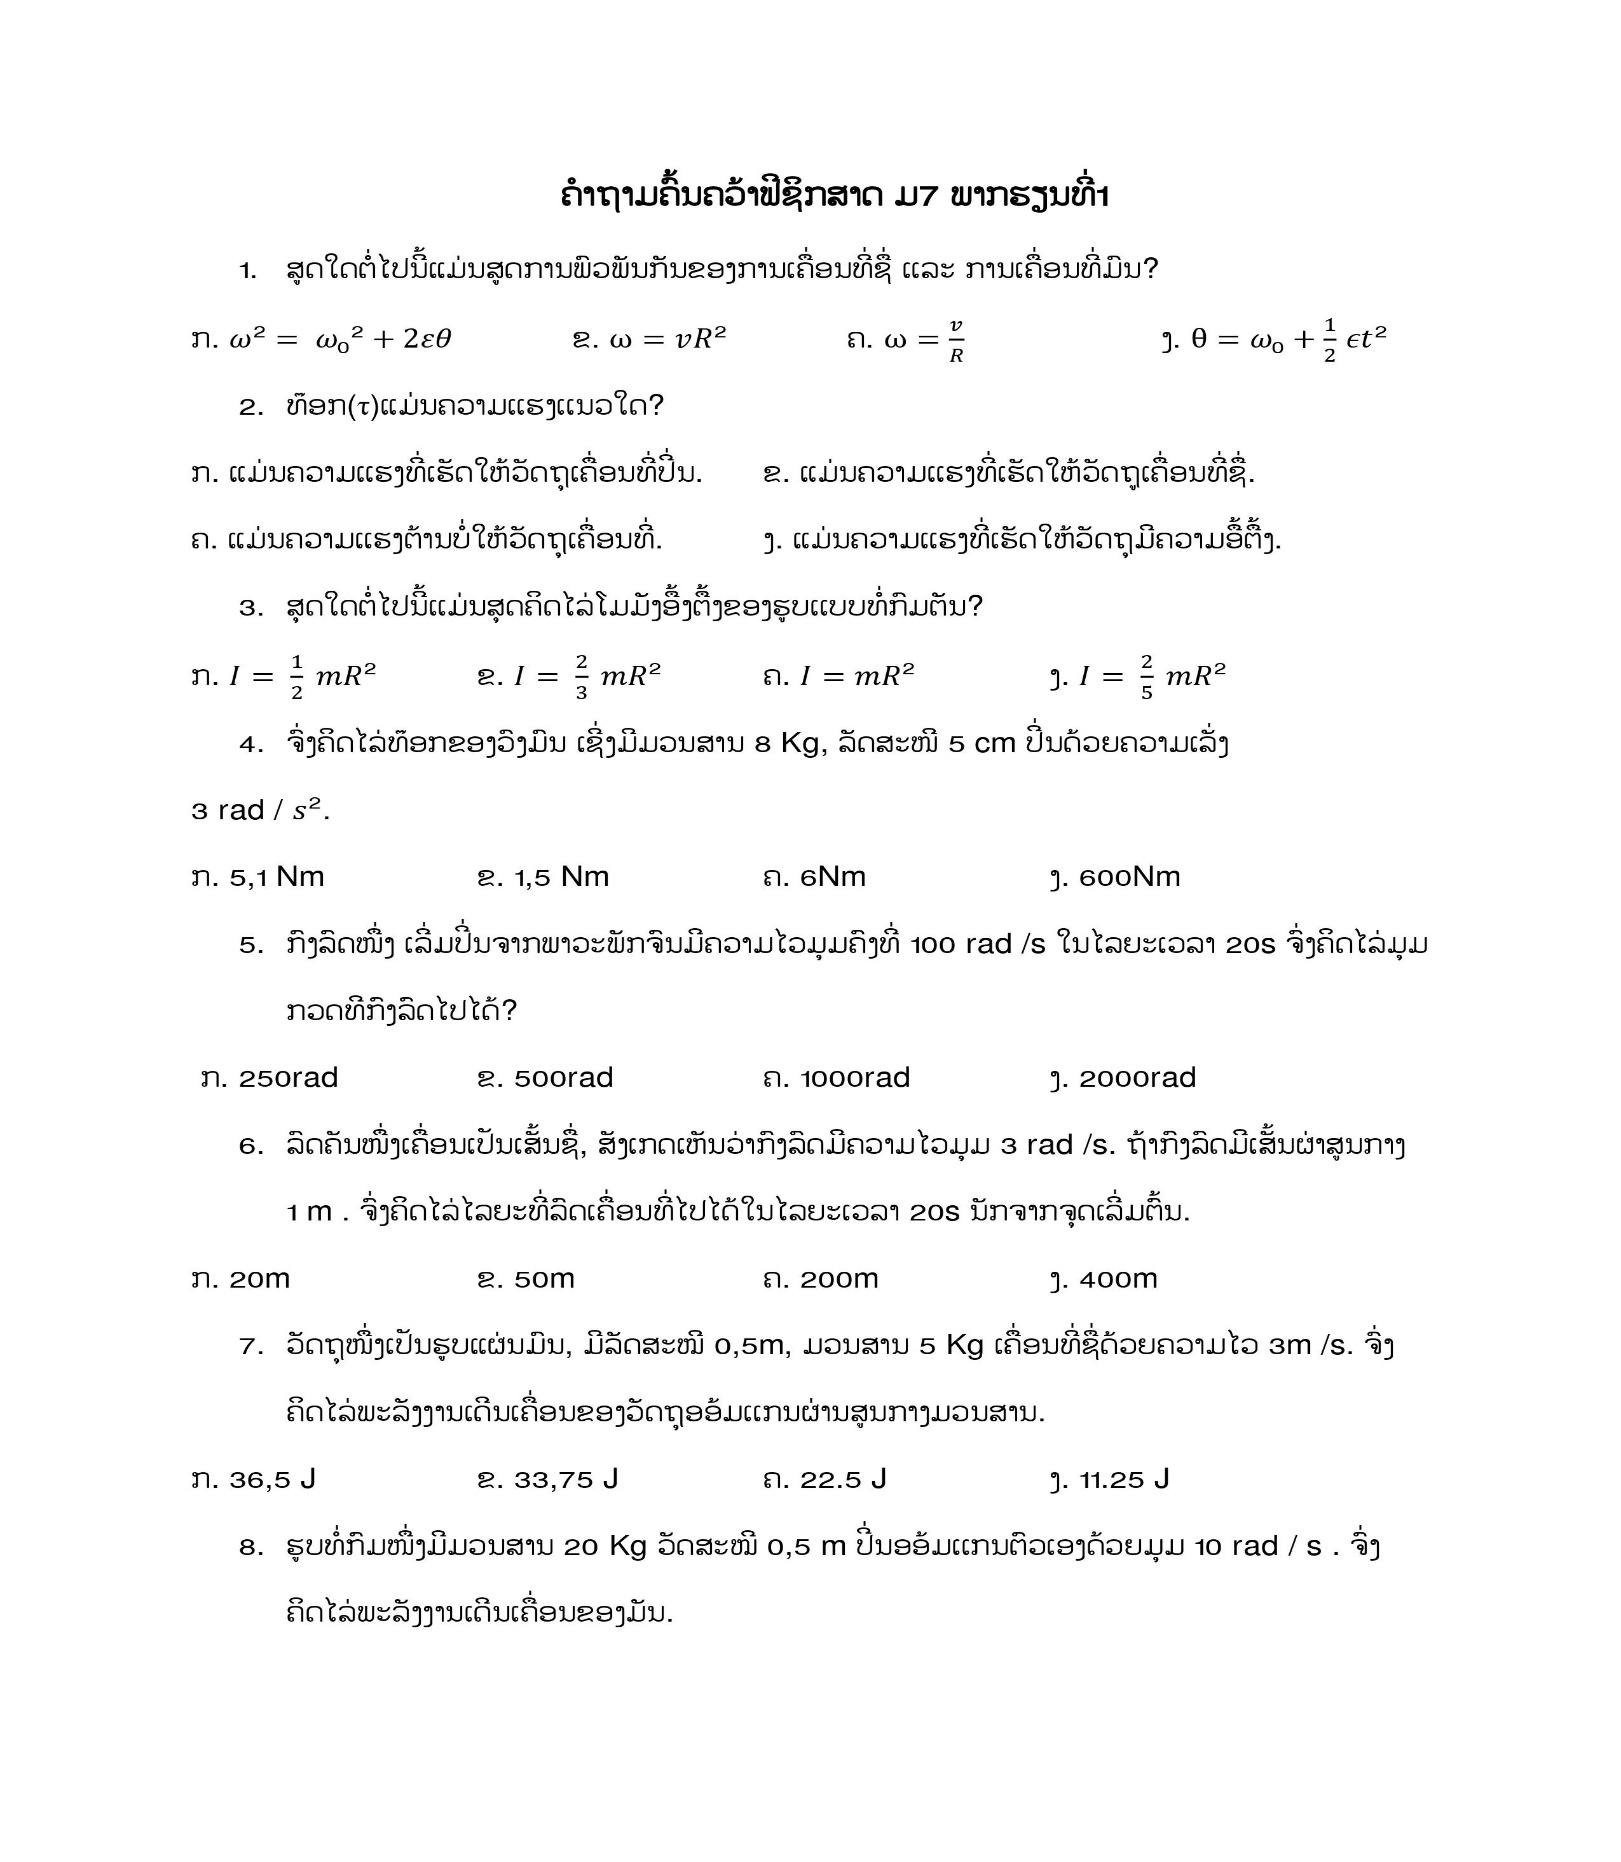 ຄໍາຖາມຄົ້ນຄວ້າຟີຊິກສາດ ມ7 ພາກຮຽນທີ່1
1. ສູດໃດຕໍ່ໄປນີ້ແມ່ນສູດການພົວພັນກັນຂອງການເຄື່ອນທີ່ຊື່ ແລະ ການເຄື່ອນທີ່ມົນ?
ກ. ω² = ω₀² + 2εθ ຂ. ω = vR² ຄ. ω = v/R ງ. θ = ω₀ + 1/2 ϵt²
2. ທ໊ອກ(τ)ແມ່ນຄວາມແຮງແນວໃດ?
ກ. ແມ່ນຄວາມແຮງທີ່ເຮັດໃຫ້ວັດຖຸເຄື່ອນທີ່ປິ່ນ. ຂ. ແມ່ນຄວາມແຮງທີ່ເຮັດໃຫ້ວັດຖູເຄື່ອນທີ່ຊື່.
ຄ. ແມ່ນຄວາມແຮງຕ້ານບໍ່ໃຫ້ວັດຖຸເຄື່ອນທີ່. ງ. ແມ່ນຄວາມແຮງທີ່ເຮັດໃຫ້ວັດຖຸມີຄວາມອື້ຕື້ງ.
3. ສຸດໃດຕໍ່ໄປນີ້ແມ່ນສຸດຄິດໄລ່ໂມມັງອື້ງຕື້ງຂອງຮູບແບບທໍ່ກົມຕັນ?
ກ. I = 1/2 mR² ຂ. I = 2/3 mR² ຄ. I = mR² ງ. I = 2/5 mR²
4. ຈົ່ງຄິດໄລ່ທ໊ອກຂອງວົງມົນ ເຊິ່ງມີມວນສານ 8 Kg, ລັດສະໝີ 5 cm ປິ່ນດ້ວຍຄວາມເລັ່ງ
3 rad / s².
ກ. 5,1 Nm ຂ. 1,5 Nm ຄ. 6Nm ງ. 600Nm
5. ກົງລົດໜື່ງ ເລີ່ມປິ່ນຈາກພາວະພັກຈົນມີຄວາມໄວມຸມຄົງທີ່ 100 rad /s ໃນໄລຍະເວລາ 20s ຈົ່ງຄິດໄລ່ມຸມ
ກວດທີກົງລົດໄປໄດ້?
ກ. 250rad ຂ. 500rad ຄ. 1000rad ງ. 2000rad
6. ລົດຄັນໜື່ງເຄື່ອນເປັນເສັ້ນຊື່, ສັງເກດເຫັນວ່າກົງລົດມີຄວາມໄວມຸມ 3 rad /s. ຖ້າກົງລົດມີເສັ້ນຜ່າສູນກາງ
1 m . ຈົ່ງຄິດໄລ່ໄລຍະທີ່ລົດເຄື່ອນທີ່ໄປໄດ້ໃນໄລຍະເວລາ 20s ນັກຈາກຈຸດເລີ່ມຕົ້ນ.
ກ. 20m ຂ. 50m ຄ. 200m ງ. 400m
7. ວັດຖຸໜື່ງເປັນຮູບແຜ່ນມົນ, ມີລັດສະໝີ 0,5m, ມວນສານ 5 Kg ເຄື່ອນທີ່ຊື່ດ້ວຍຄວາມໄວ 3m /s. ຈົ່ງ
ຄິດໄລ່ພະລັງງານເດີນເຄື່ອນຂອງວັດຖຸອອ້ມແກນຜ່ານສູນກາງມວນສານ.
ກ. 36,5 J ຂ. 33,75 J ຄ. 22.5 J ງ. 11.25 J
8. ຮູບທໍ່ກົມໜື່ງມີມວນສານ 20 Kg ວັດສະໝີ 0,5 m ປິ່ນອອ້ມແກນຕົວເອງດ້ວຍມຸມ 10 rad / s . ຈົ່ງ
ຄິດໄລ່ພະລັງງານເດີນເຄື່ອນຂອງມັນ.